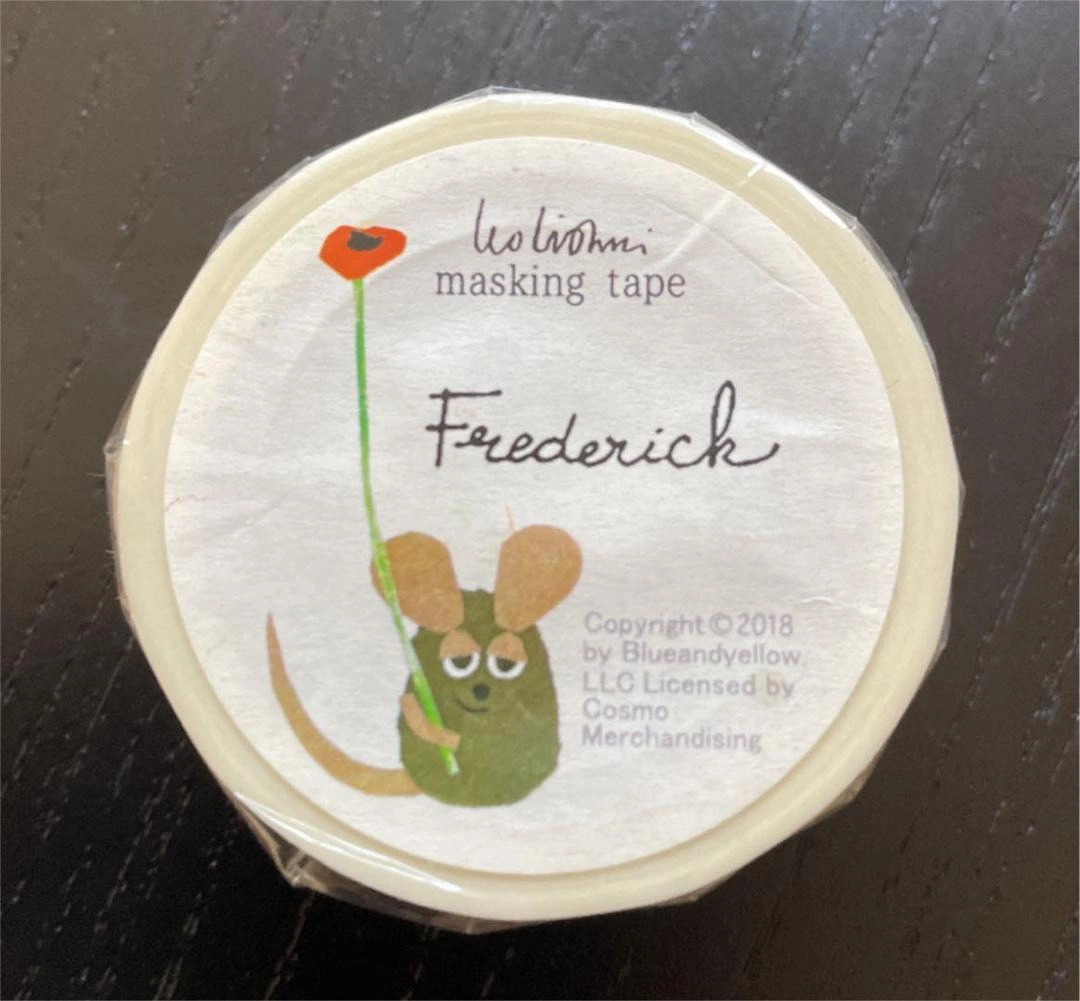 leo lionni
masking tape
Frederick
Copyright©2018
by Blueandyellow,
LLC Licensed by
Cosmo
Merchandising